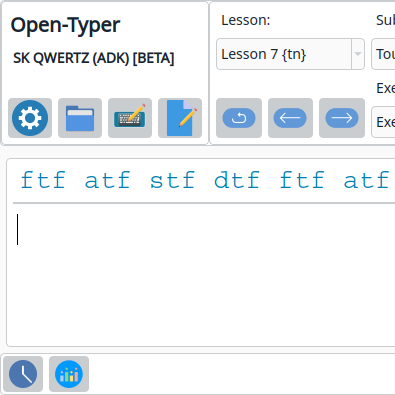 Open-Typer
SK QWERTZ (ADK) [BETA]
Lesson:
Lesson 7 {tn}
Sub
Tou
Exe
Exe
ftf atf stf dtf ftf atf